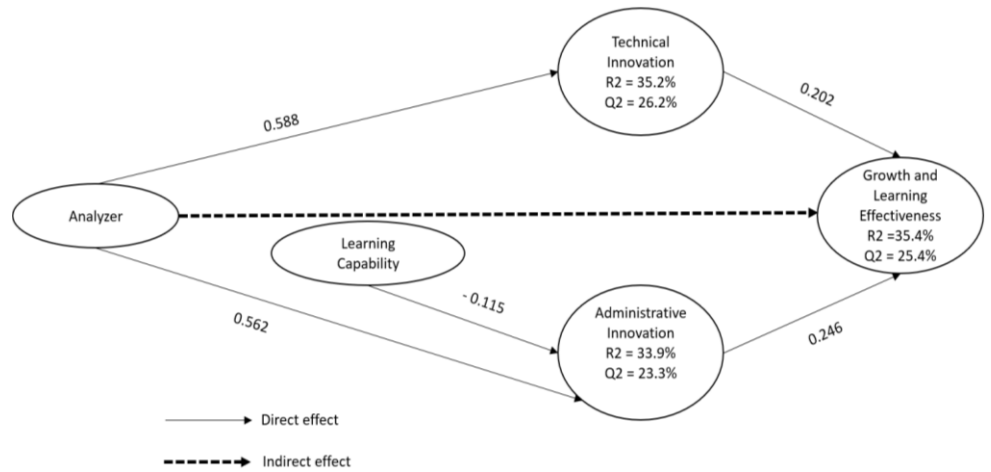 Technical
Innovation
R2 = 35.2%
Q2 = 26.2%
0.202
0.588
Growth and
Learning
Effectiveness
R2 =35.4%
Q2 = 25.4%
Analyzer
Learning
Capability
- 0.115
0.562
Administrative
Innovation
R2 = 33.9%
Q2 = 23.3%
0.246
Direct effect
Indirect effect